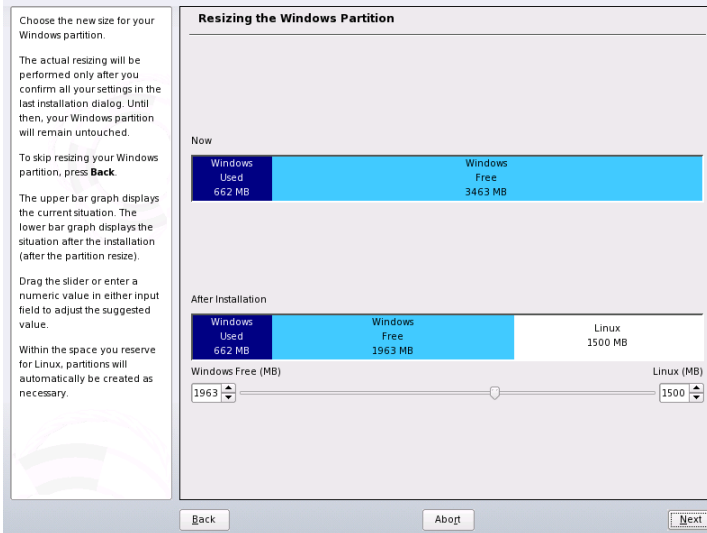 Choose the new size for your
Windows partition.
The actual resizing will be
performed only after you
confirm all your settings in the
last installation dialog. Until
then, your Windows partition
will remain untouched.
To skip resizing your Windows
partition, press Back.
The upper bar graph displays
the current situation. The
lower bar graph displays the
situation after the installation
(after the partition resize).
Drag the slider or enter a
numeric value in either input
field to adjust the suggested
value.
Within the space you reserve
for Linux, partitions will
automatically be created as
necessary.
Resizing the Windows Partition
Now
Windows
Used
662 MB
Windows
Free
3463 MB
After Installation
Windows
Used
662 MB
Windows
Free
1963 MB
Linux
1500 MB
Windows Free (MB)
Linux (MB)
1963
1500
Back
Abort
Next